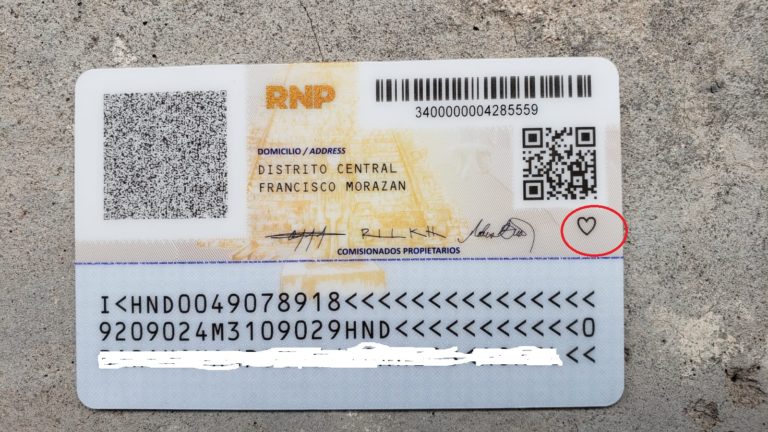 RNP
3400000004285559
DOMICILIO / ADDRESS
DISTRITO CENTRAL
FRANCISCO MORAZAN
COMISIONADOS PROPIETARIOS
I<HND0049078918<<<<<<<<<<<<<<<
9209024M3109029HND<<<<<<<<<<<0
<<